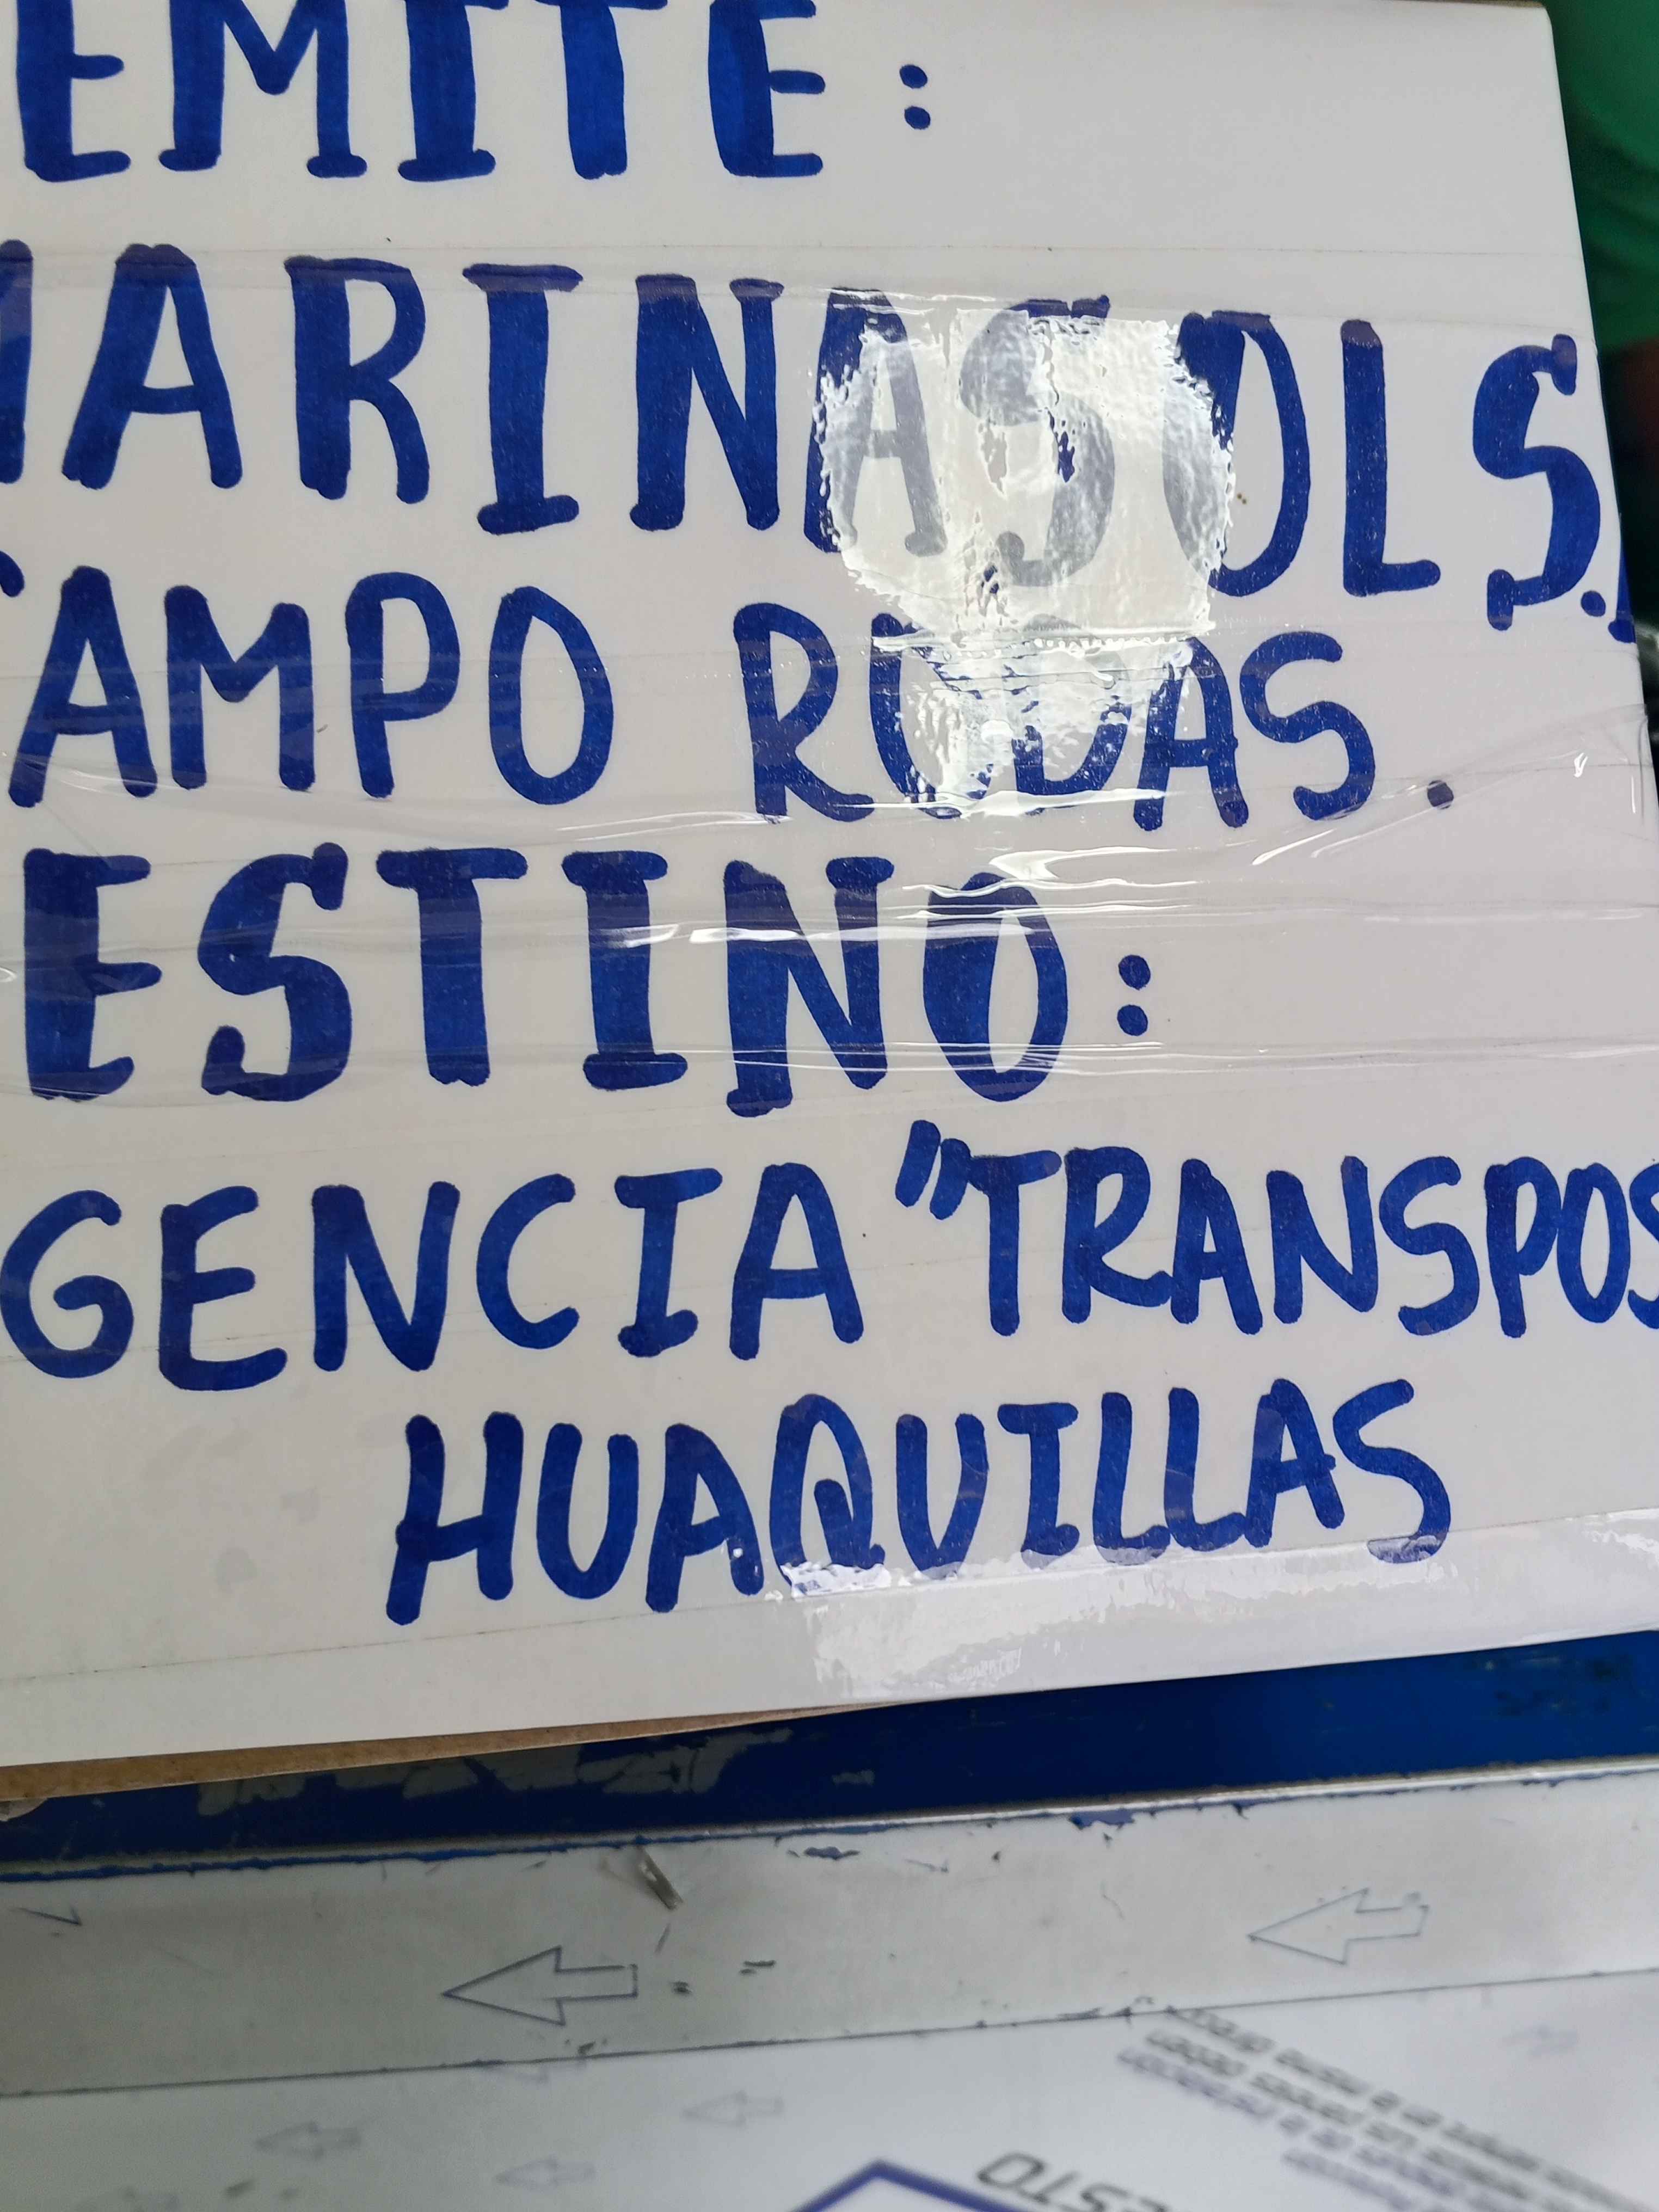 EMITE:
MARINASOL S.
CAMPO RODAS.
ESTINO:
GENCIA "TRANSPOS
HUAQUILLAS